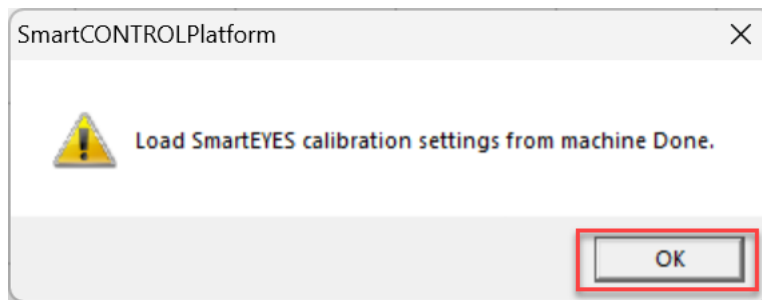 SmartCONTROLPlatform
Load SmartEYES calibration settings from machine Done.
OK